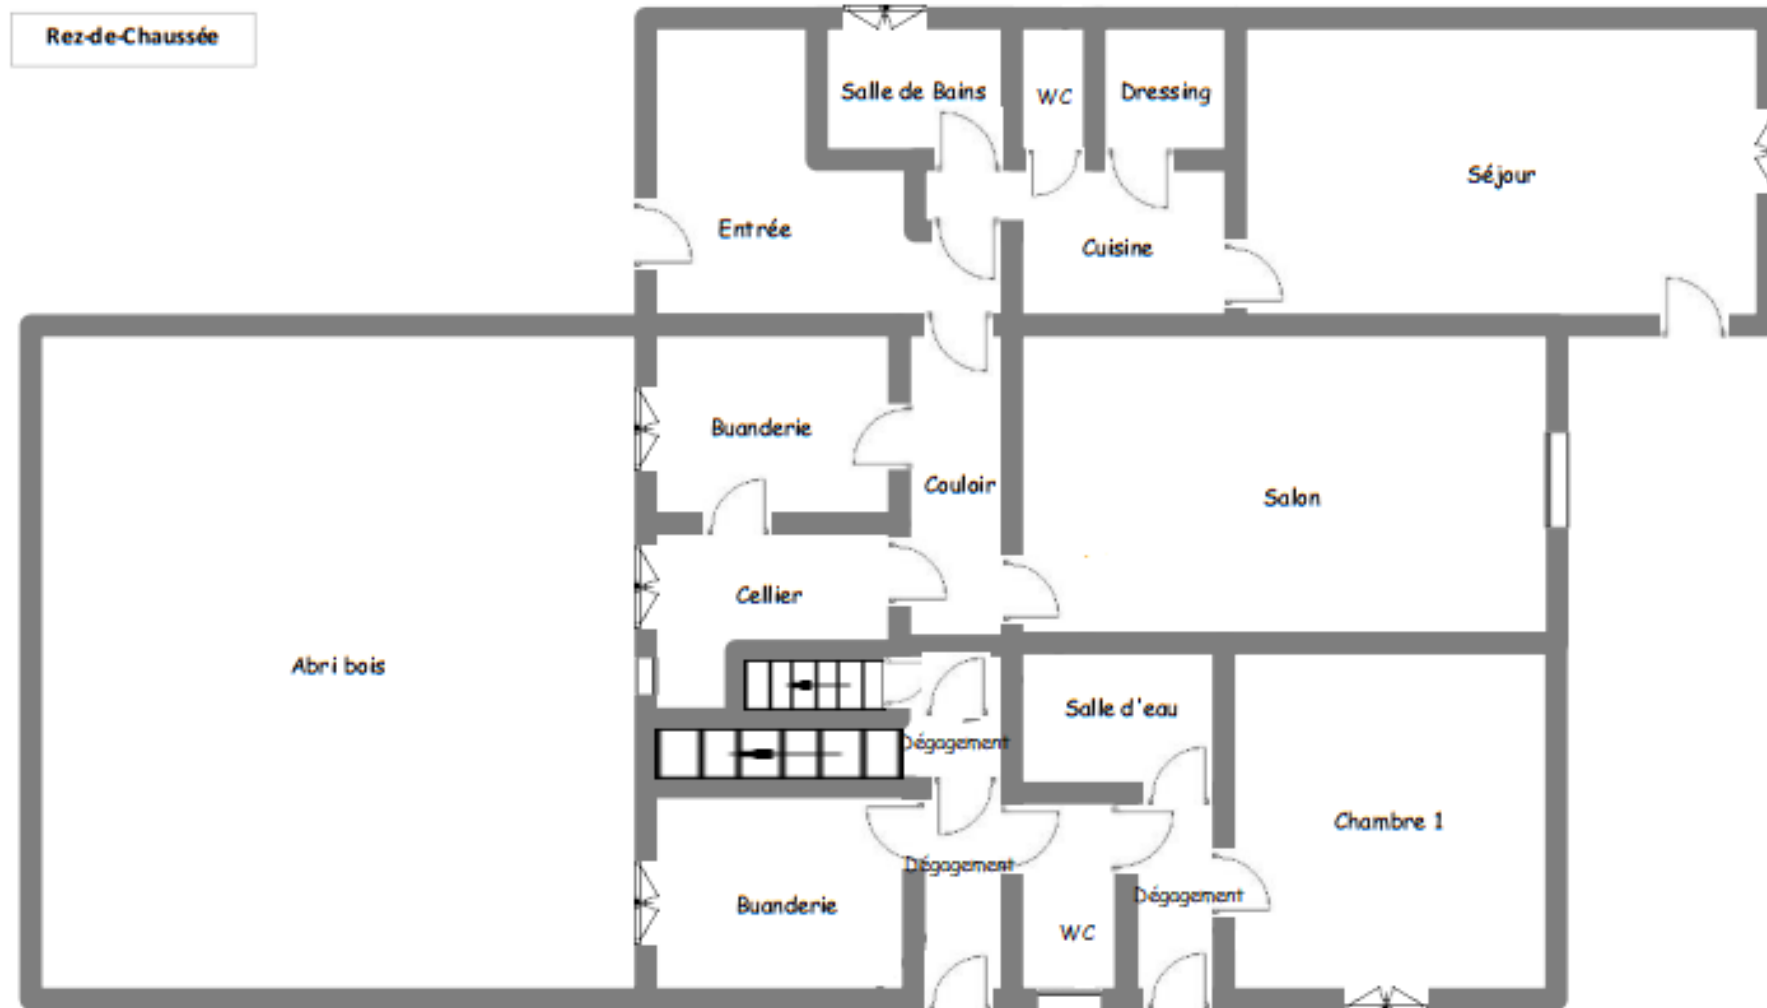 Rez-de-Chaussée
Salle de Bains
WC
Dressing
Séjour
Entrée
Cuisine
Buanderie
Couloir
Salon
Cellier
Abri bois
Salle d'eau
Dégagement
Chambre 1
Dégagement
Dégagement
Buanderie
WC